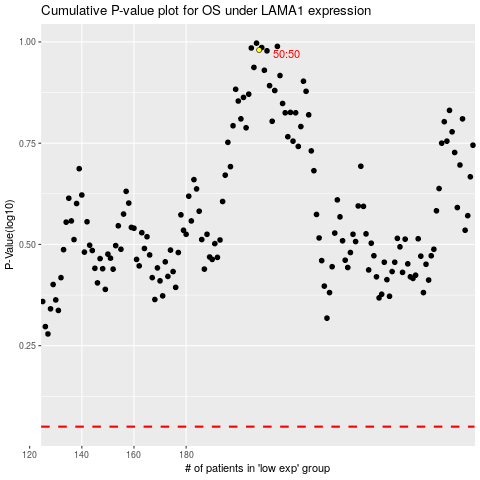 Cumulative P-value plot for OS under LAMA1 expression
P-Value(log10)
1.00
0.75
0.50
0.25
50:50
120 140 160 180
# of patients in 'low exp' group